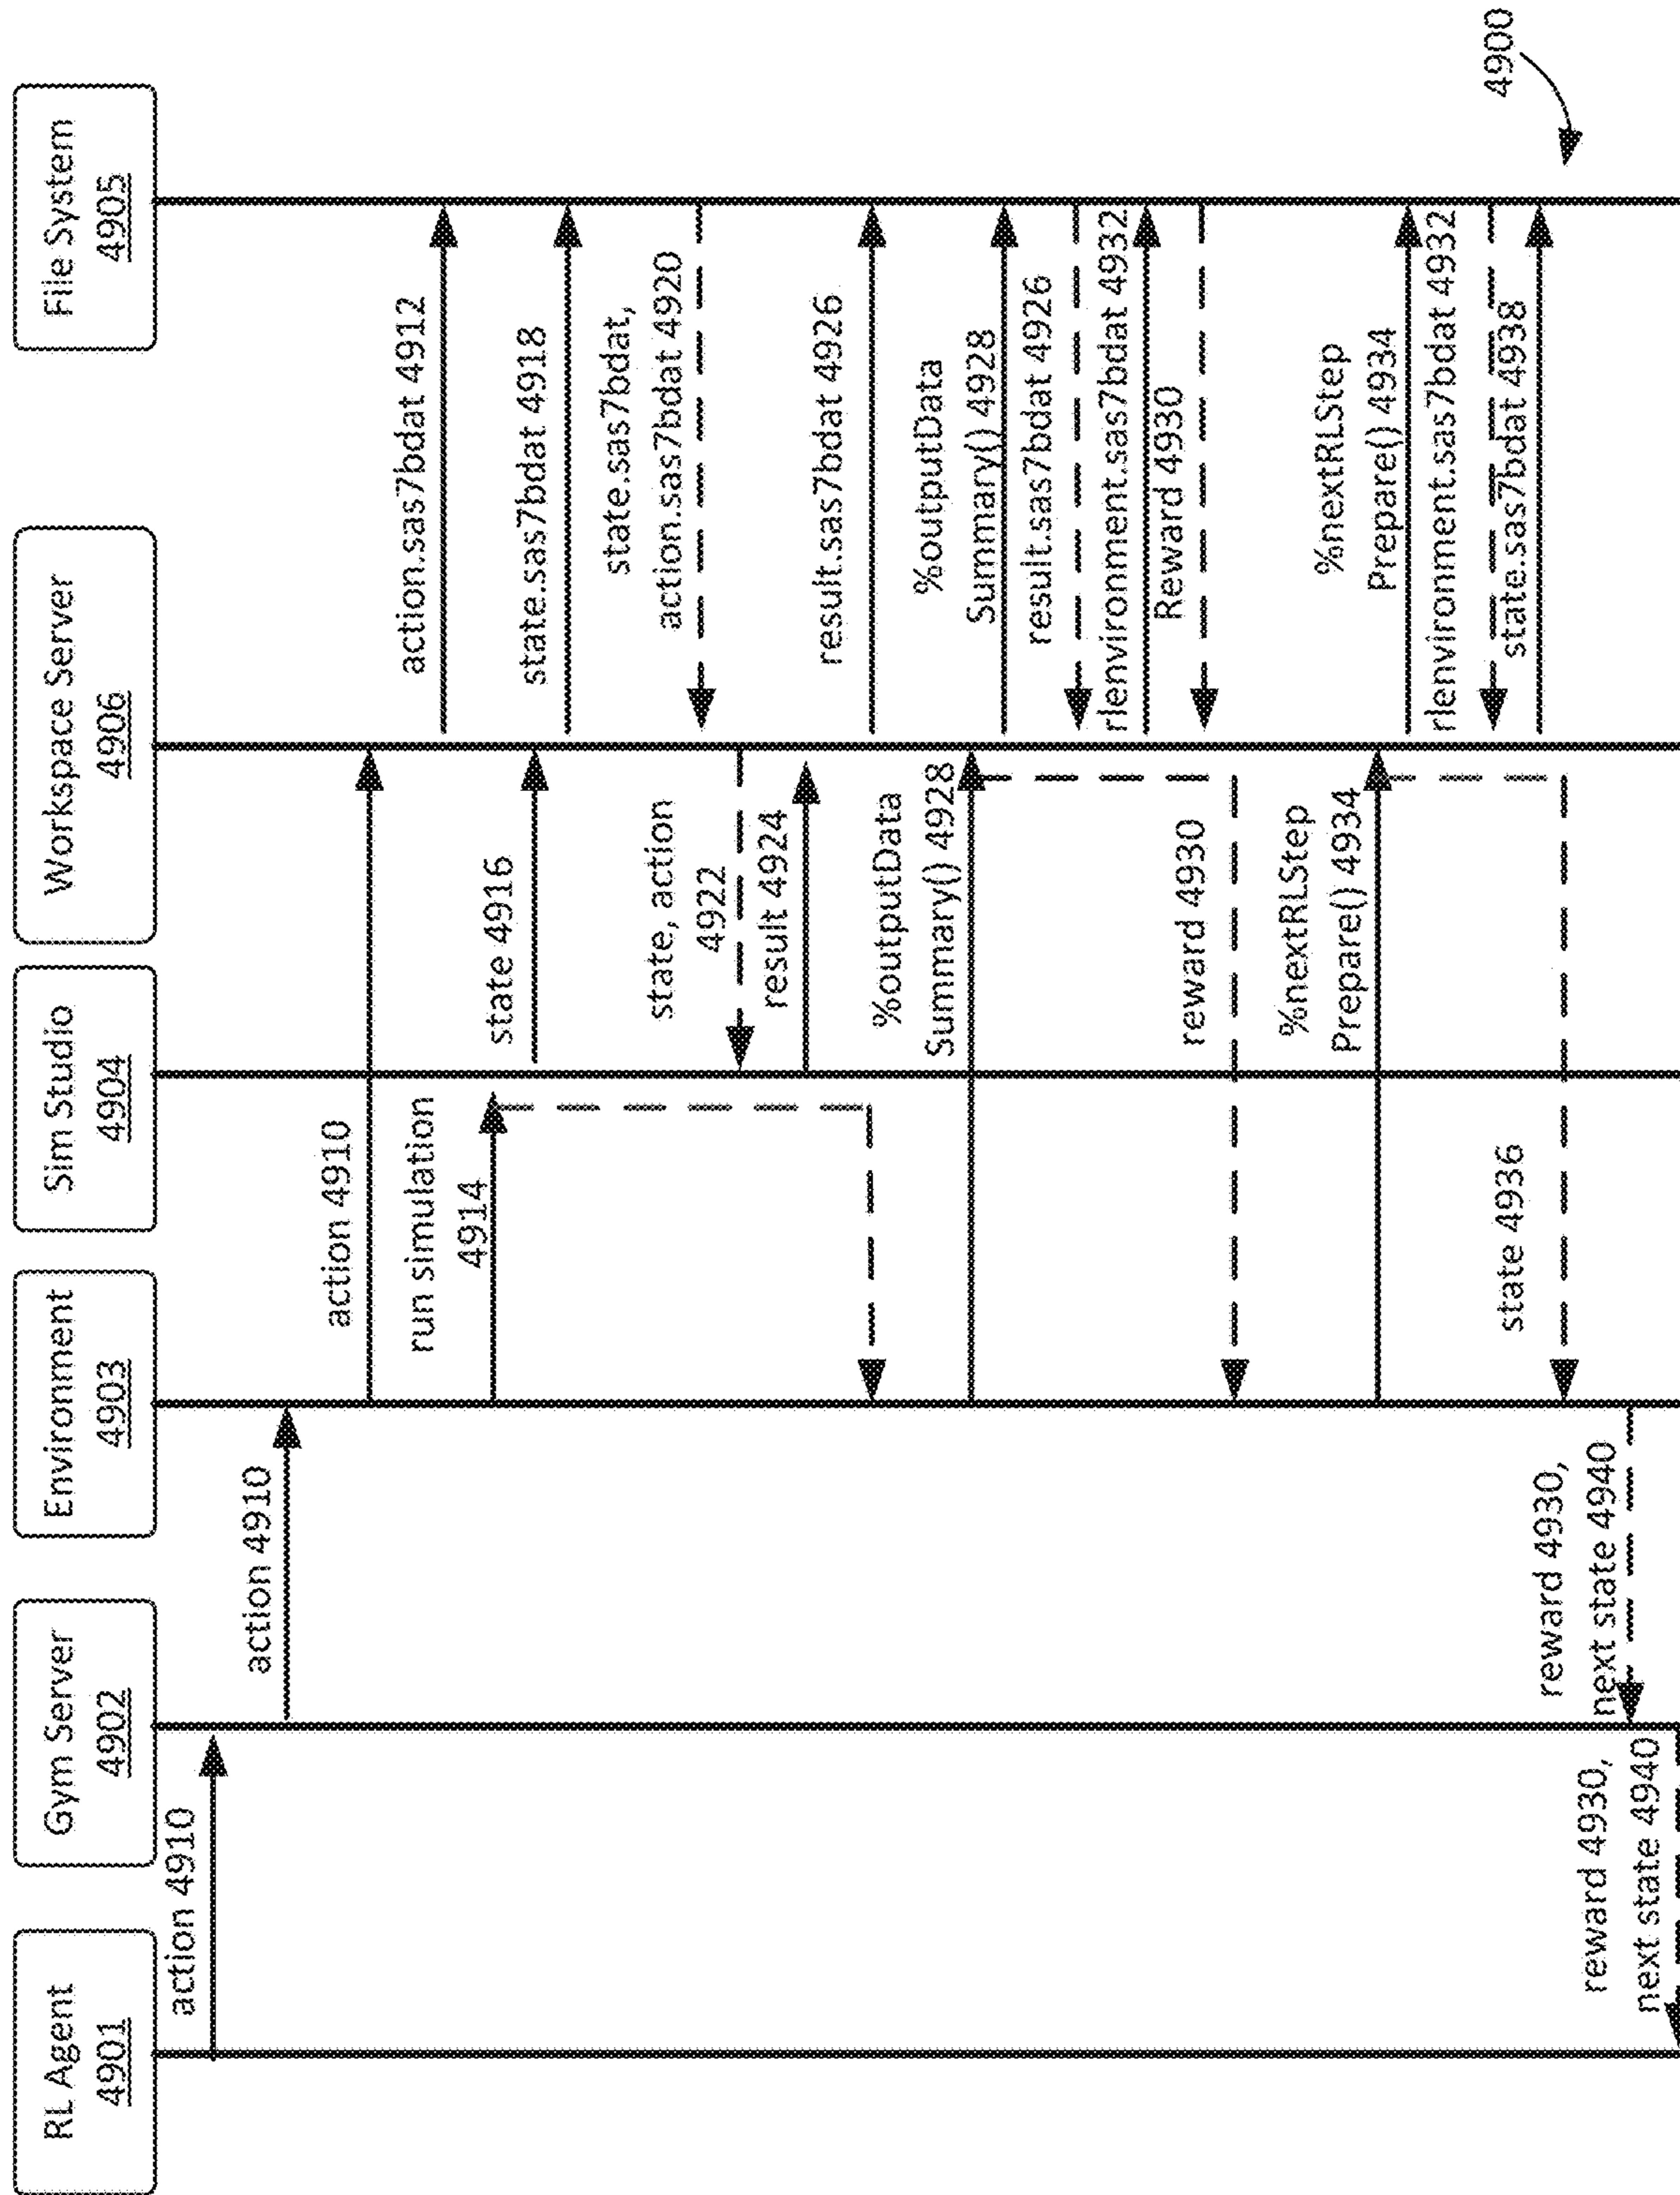 RL Agent
4901
Gym Server
4902
Environment
4903
Sim Studio
4904
Workspace Server
4906
File System
4905
action 4910
action 4910
action 4910
action.sas7bdat 4912
run simulation
4914
state 4916
state.sas7bdat 4918
state.sas7bdat,
action.sas7bdat 4920
state, action
4922
result 4924
result.sas7bdat 4926
%outputData
Summary() 4928
%outputData
Summary() 4928
result.sas7bdat 4926
rlenvironment.sas7bdat 4932
Reward 4930
reward 4930
%nextRLStep
Prepare() 4934
%nextRLStep
Prepare() 4934
rlenvironment.sas7bdat 4932
state.sas7bdat 4938
state 4936
reward 4930,
next state 4940
reward 4930,
next state 4940
4900